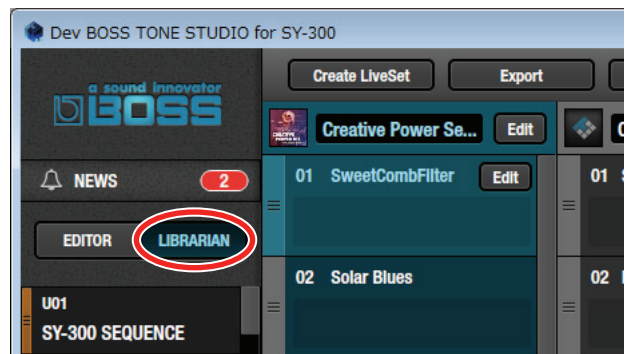 Dev BOSS TONE STUDIO for SY-300
a sound innovator
BOSS
Create LiveSet
Export
Creative Power Se...
Edit
NEWS
2
01 SweetCombFilter
Edit
01
EDITOR
LIBRARIAN
02 Solar Blues
02
U01
SY-300 SEQUENCE